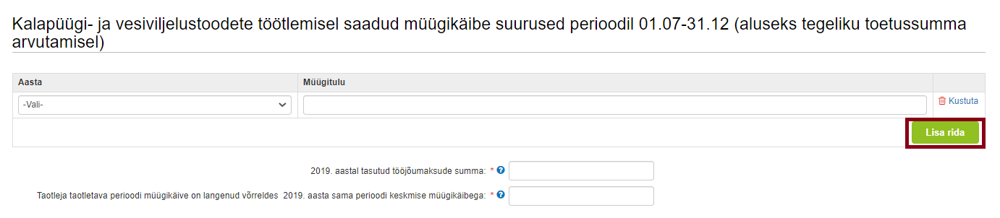 Kalapüügi- ja vesiviljelustoodete töötlemisel saadud müügikäibe suurused perioodil 01.07-31.12 (aluseks tegeliku toetussumma
arvutamisel)
Aasta Müügitulu
-Vali- Kustuta
Lisa rida
2019. aastal tasutud tööjõumaksude summa: * ?
Taotleja taotletava perioodi müügikäive on langenud võrreldes 2019. aasta sama perioodi keskmise müügikäibega: * ?